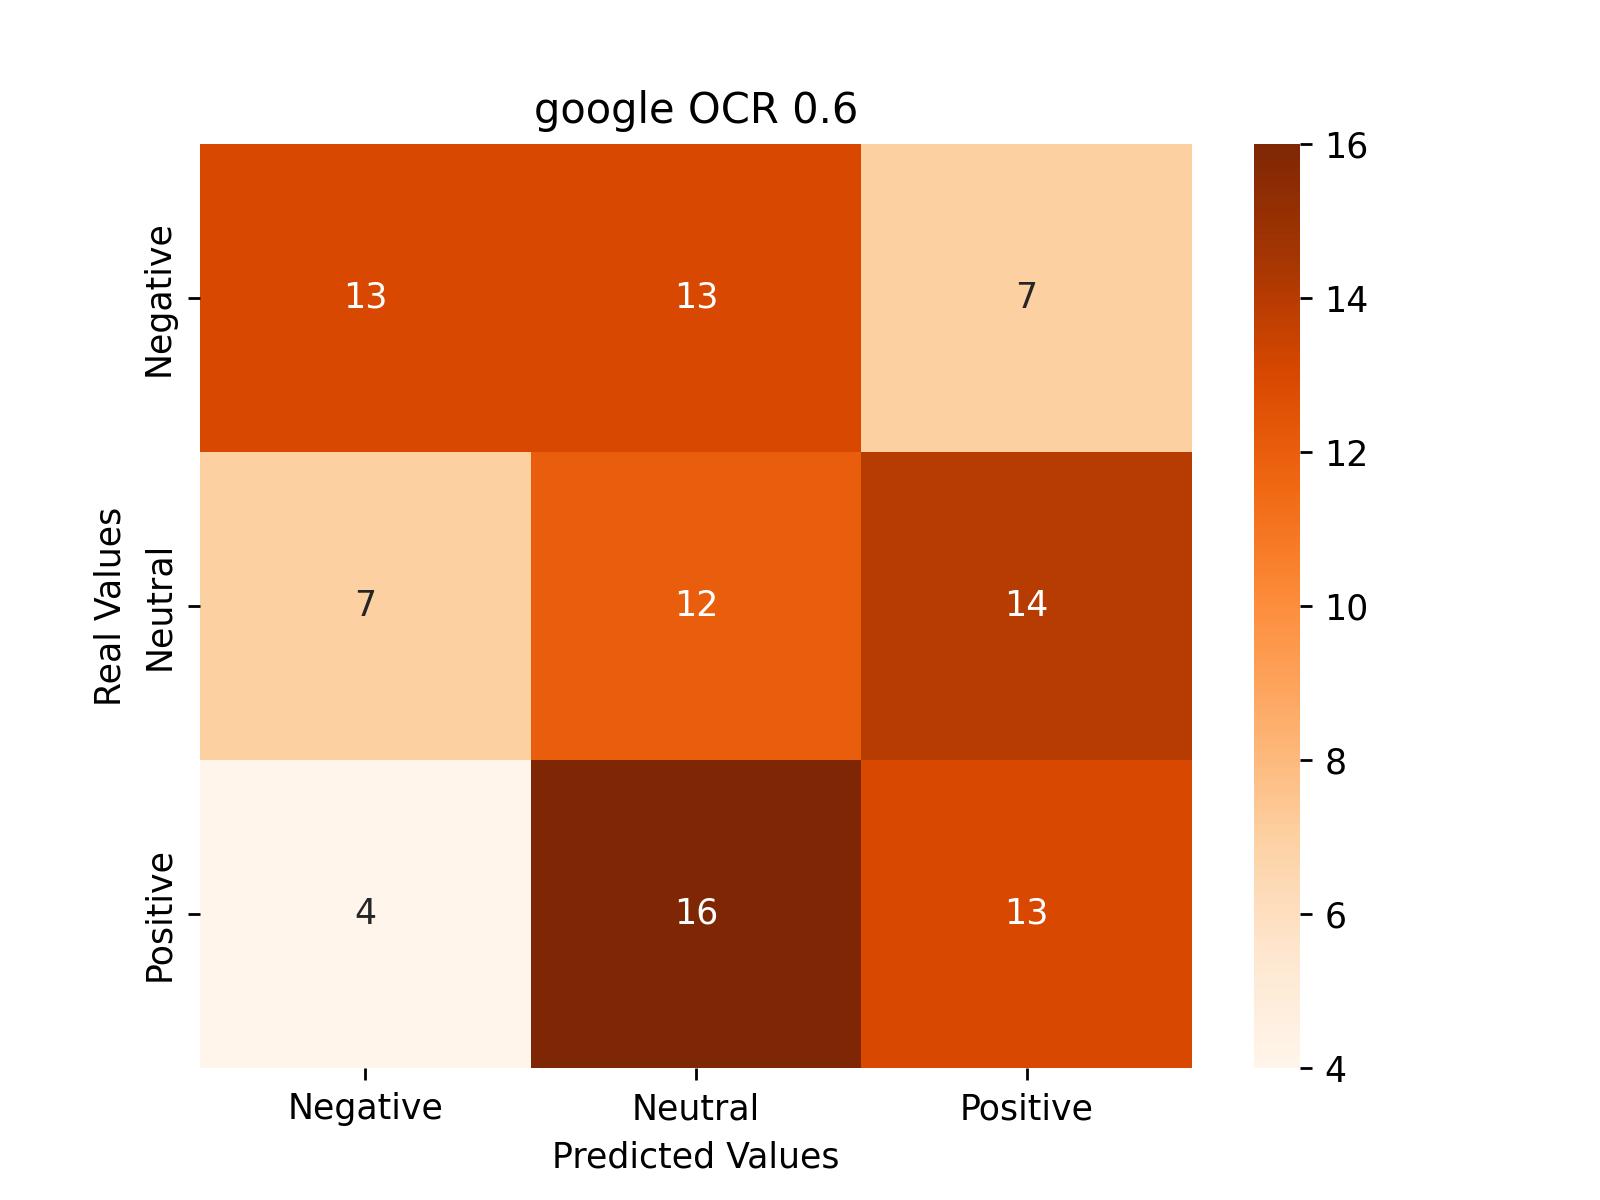 google OCR 0.6
Real Values
Negative
13 13 7
Neutral
7 12 14
Positive
4 16 13
Negative Neutral Positive
Predicted Values
16
14
12
10
8
6
4